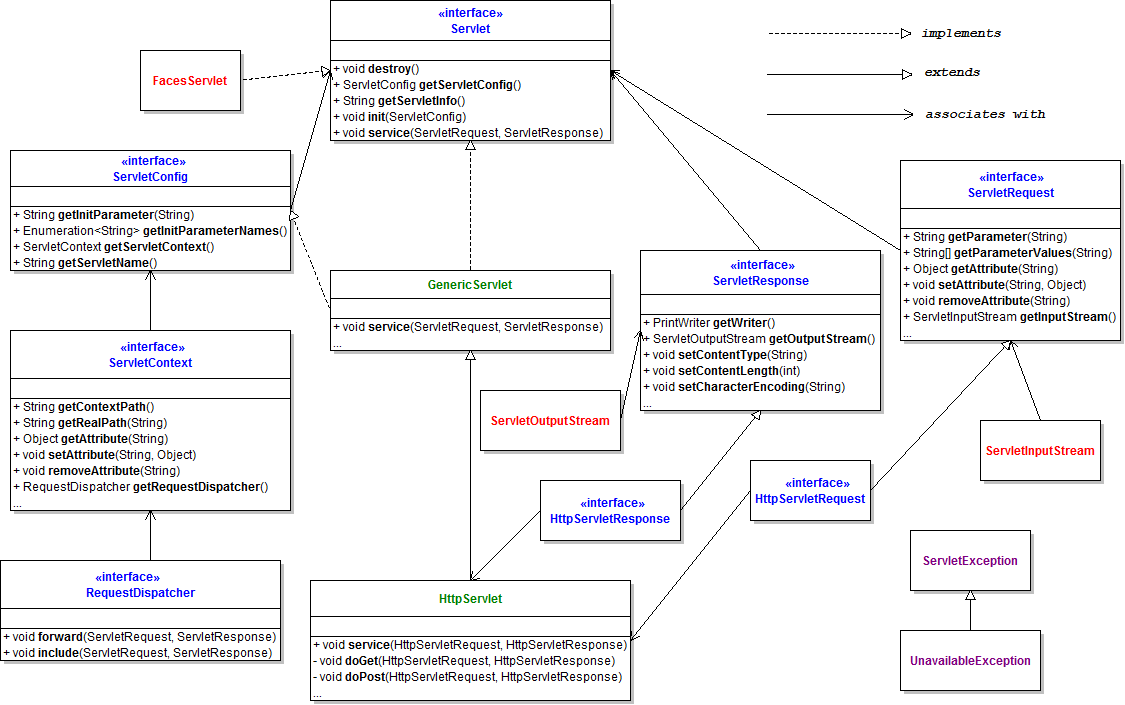 «interface»
Servlet
+ void destroy()
+ ServletConfig getServletConfig()
+ String getServletInfo()
+ void init(ServletConfig)
+ void service(ServletRequest, ServletResponse)
implements
extends
associates with
FacesServlet
«interface»
ServletConfig
+ String getInitParameter(String)
+ Enumeration<String> getInitParameterNames()
+ ServletContext getServletContext()
+ String getServletName()
«interface»
ServletRequest
+ String getParameter(String)
+ String[] getParameterValues(String)
+ Object getAttribute(String)
+ void setAttribute(String, Object)
+ void removeAttribute(String)
+ ServletInputStream getInputStream()
...
GenericServlet
+ void service(ServletRequest, ServletResponse)
...
«interface»
ServletResponse
+ PrintWriter getWriter()
+ ServletOutputStream getOutputStream()
+ void setContentType(String)
+ void setContentLength(int)
+ void setCharacterEncoding(String)
...
«interface»
ServletContext
+ String getContextPath()
+ String getRealPath(String)
+ Object getAttribute(String)
+ void setAttribute(String, Object)
+ void removeAttribute(String)
+ RequestDispatcher getRequestDispatcher()
...
ServletOutputStream
ServletInputStream
«interface»
HttpServletResponse
«interface»
HttpServletRequest
«interface»
RequestDispatcher
+ void forward(ServletRequest, ServletResponse)
+ void include(ServletRequest, ServletResponse)
HttpServlet
+ void service(HttpServletRequest, HttpServletResponse)
- void doGet(HttpServletRequest, HttpServletResponse)
- void doPost(HttpServletRequest, HttpServletResponse)
...
ServletException
UnavailableException